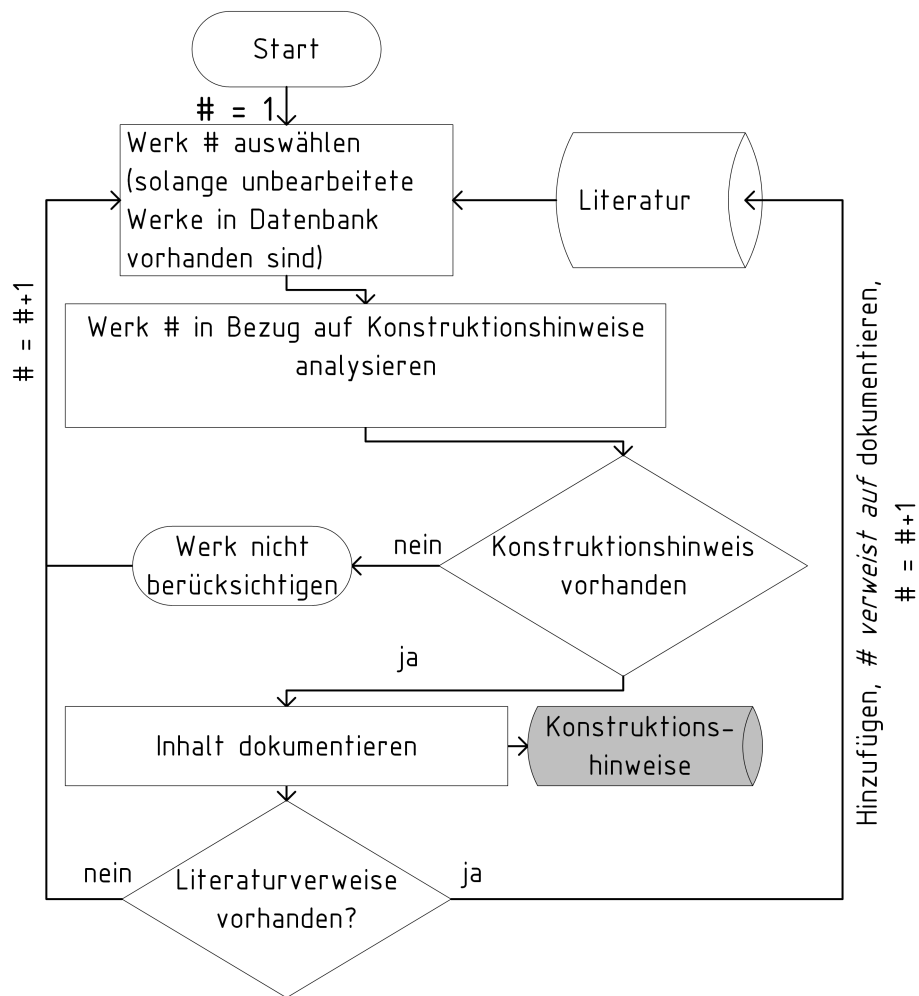 Start
# = 1
Werk # auswählen
(solange unbearbeitete
Werke in Datenbank
vorhanden sind)
Literatur
# = #+1
Werk # in Bezug auf Konstruktionshinweise
analysieren
Hinzufügen, # verweist auf dokumentieren,
# = #+1
Werk nicht
berücksichtigen
nein
Konstruktionshinweis
vorhanden
ja
Inhalt dokumentieren
Konstruktions-
hinweise
nein
Literaturverweise
vorhanden?
ja